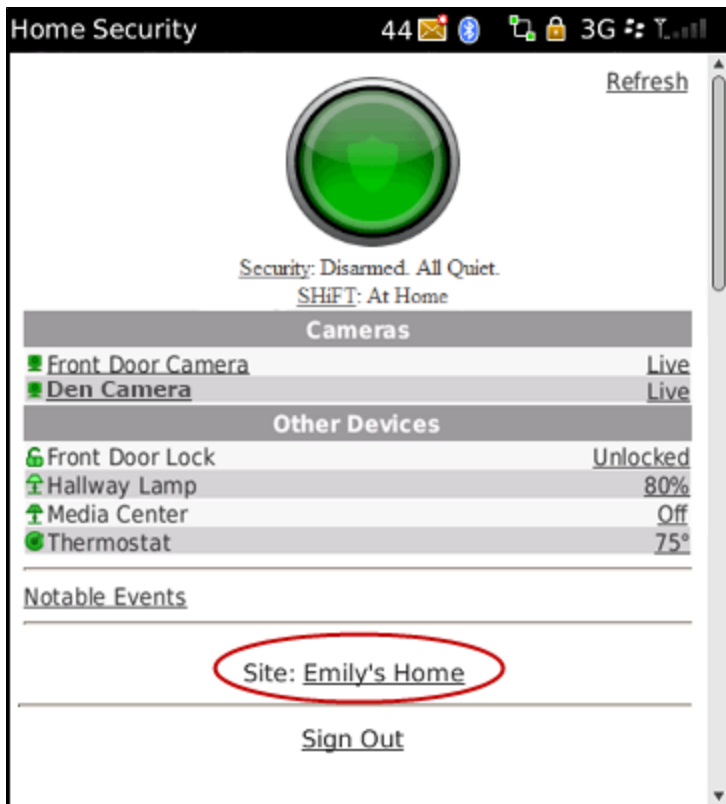 Home Security 44 3G
Refresh
Security: Disarmed. All Quiet.
SHiFT: At Home
Cameras
Front Door Camera Live
Den Camera Live
Other Devices
Front Door Lock Unlocked
Hallway Lamp 80%
Media Center Off
Thermostat 75°
Notable Events
Site: Emily's Home
Sign Out